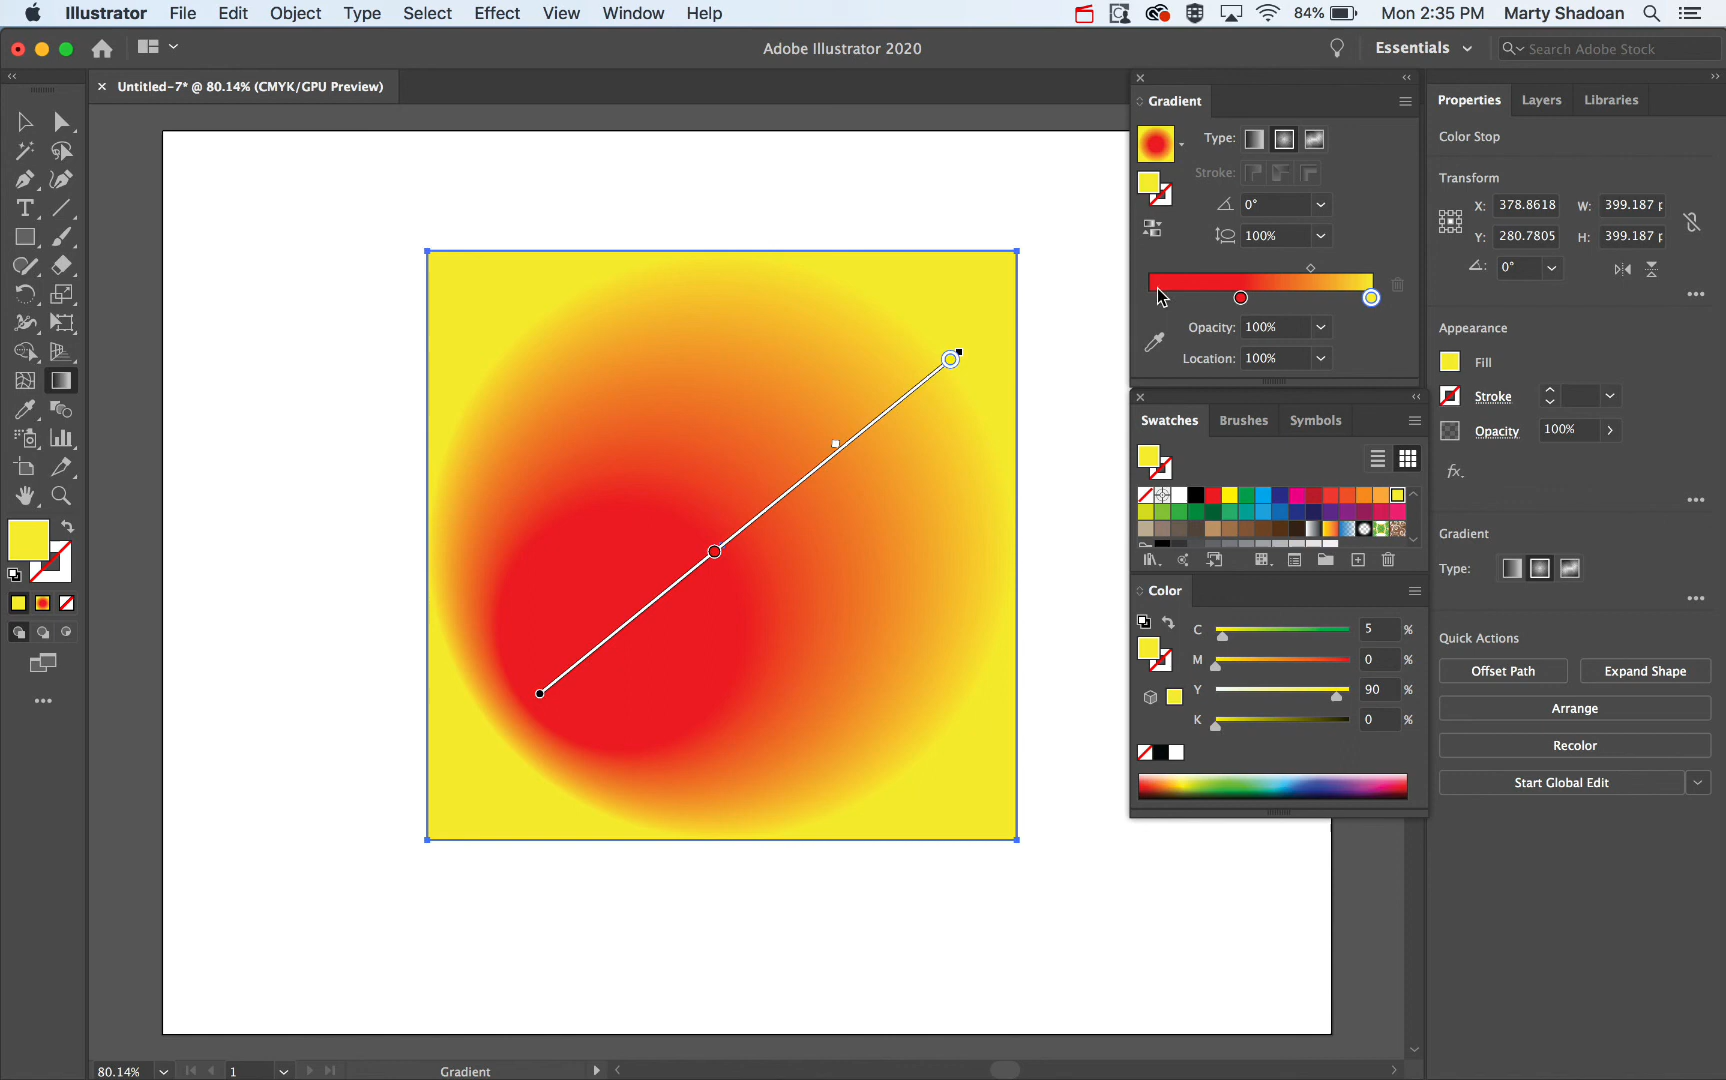 Illustrator File Edit Object Type Select Effect View Window Help 84% Mon 2:35 PM Marty Shadoan
Adobe Illustrator 2020 Essentials Search Adobe Stock
Untitled-7* @ 80.14% (CMYK/GPU Preview)
Gradient
Type:
Stroke:
0°
100%
Opacity: 100%
Location: 100%
Swatches Brushes Symbols
Color
C 5 %
M 0 %
Y 90 %
K 0 %
Properties Layers Libraries
Color Stop
Transform
X: 378.8618 W: 399.187 p
Y: 280.7805 H: 399.187 p
0°
Appearance
Fill
Stroke
Opacity 100%
fx.
Gradient
Type:
Quick Actions
Offset Path Expand Shape
Arrange
Recolor
Start Global Edit
80.14% 1 Gradient